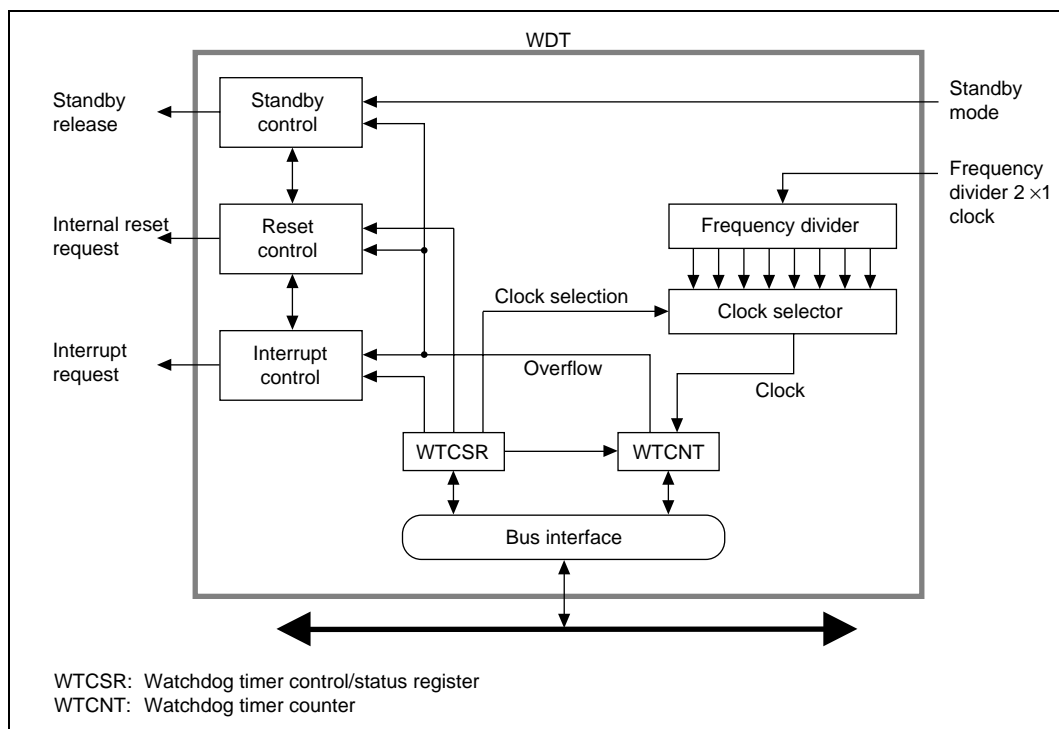 WDT
Standby
release
Standby
control
Standby
mode
Frequency
divider 2 ×1
clock
Internal reset
request
Reset
control
Frequency divider
Clock selection
Clock selector
Interrupt
request
Interrupt
control
Overflow
Clock
WTCSR
WTCNT
Bus interface
WTCSR: Watchdog timer control/status register
WTCNT: Watchdog timer counter